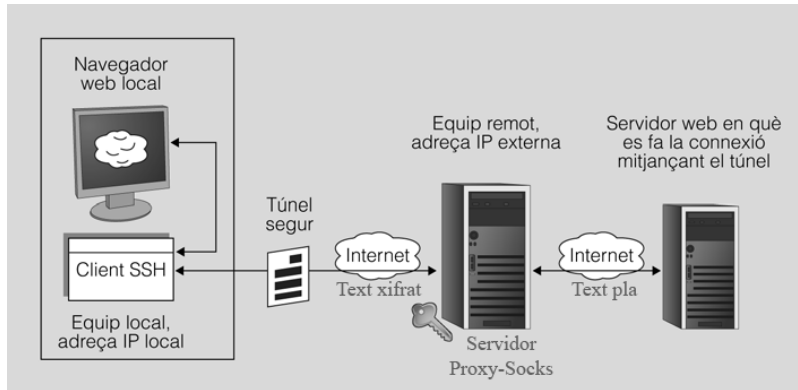 Navegador
web local
Client SSH
Equip local,
adreça IP local
Túnel
segur
Internet
Text xifrat
Equip remot,
adreça IP externa
Servidor
Proxy-Socks
Internet
Text pla
Servidor web en què
es fa la connexió
mitjançant el túnel